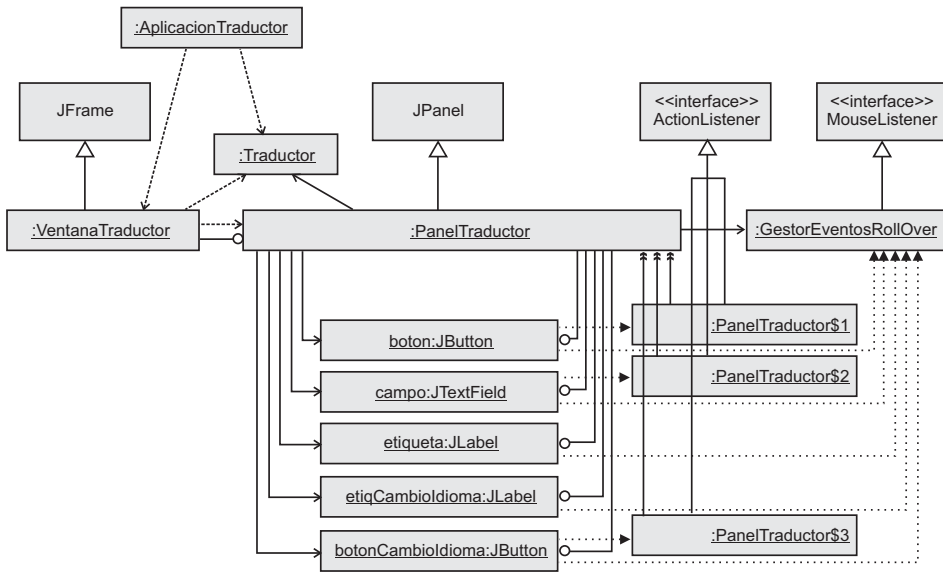 :AplicacionTraductor
JFrame
JPanel
<<interface>>
ActionListener
<<interface>>
MouseListener
:Traductor
:VentanaTraductor
:PanelTraductor
:GestorEventosRollOver
boton:JButton
:PanelTraductor$1
campo:JTextField
:PanelTraductor$2
etiqueta:JLabel
etiqCambioIdioma:JLabel
botonCambioIdioma:JButton
:PanelTraductor$3